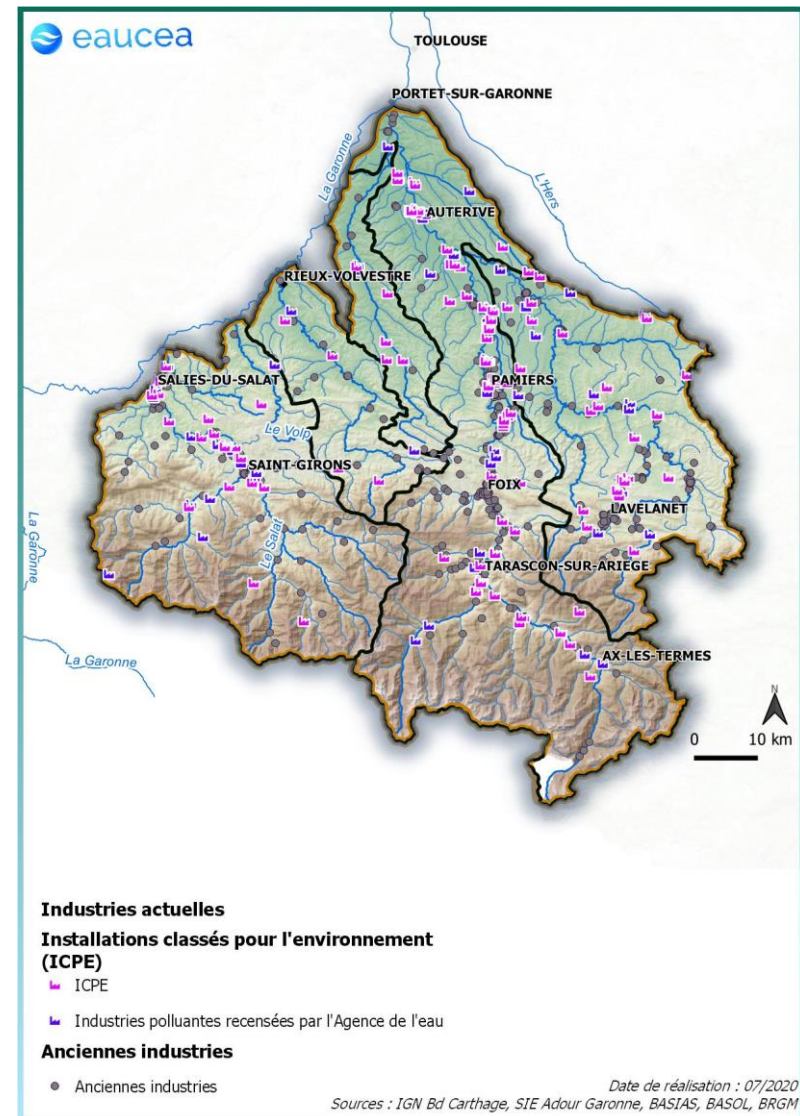 eaucea
TOULOUSE
PORTET-SUR-GARONNE
La Garonne
L'Hers
AUTERIVE
RIEUX-VOLVESTRE
SALIES-DU-SALAT
PAMIERS
Le Volp
SAINT-GIRONS
FOIX
LAVELANET
La Garonne
Le Salat
TARASCON-SUR-ARIEGE
La Garonne
AX-LES-TERMES
N
0 10 km
Industries actuelles
Installations classés pour l'environnement
(ICPE)
ICPE
Industries polluantes recensées par l'Agence de l'eau
Anciennes industries
Anciennes industries
Date de réalisation : 07/2020
Sources : IGN Bd Carthage, SIE Adour Garonne, BASIAS, BASOL, BRGM